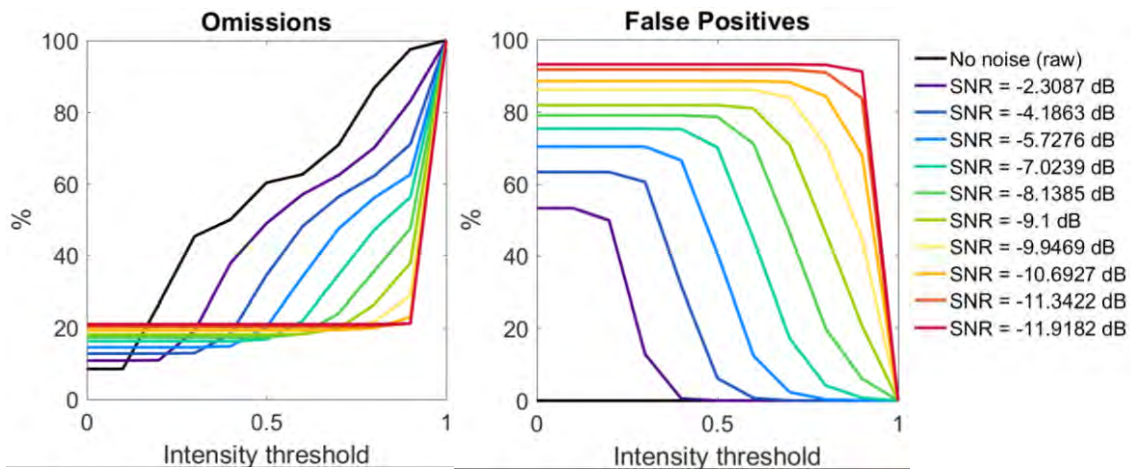 Omissions
100
80
60
40
20
0
%
0
0.5
1
Intensity threshold
False Positives
100
80
60
40
20
0
%
0
0.5
1
Intensity threshold
No noise (raw)
SNR = -2.3087 dB
SNR = -4.1863 dB
SNR = -5.7276 dB
SNR = -7.0239 dB
SNR = -8.1385 dB
SNR = -9.1 dB
SNR = -9.9469 dB
SNR = -10.6927 dB
SNR = -11.3422 dB
SNR = -11.9182 dB